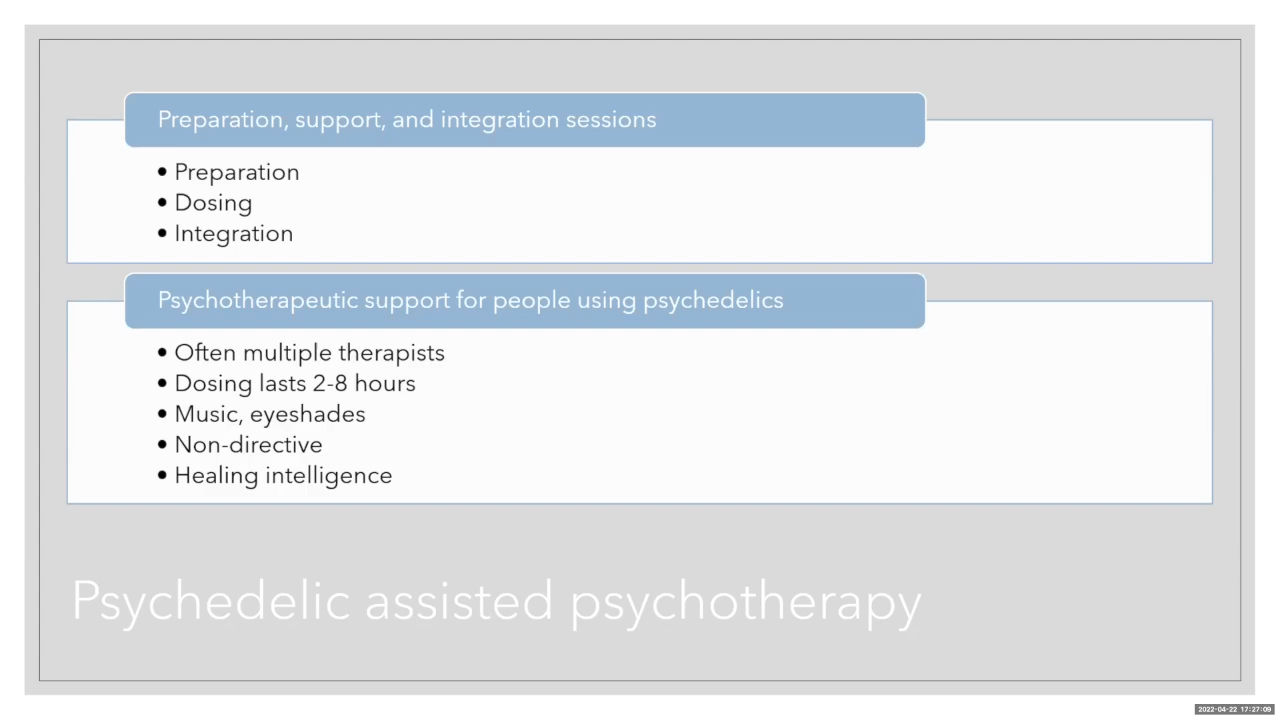 Preparation, support, and integration sessions
• Preparation
• Dosing
• Integration
Psychotherapeutic support for people using psychedelics
• Often multiple therapists
• Dosing lasts 2-8 hours
• Music, eyeshades
• Non-directive
• Healing intelligence
Psychedelic assisted psychotherapy
2022-04-22 17:27:09